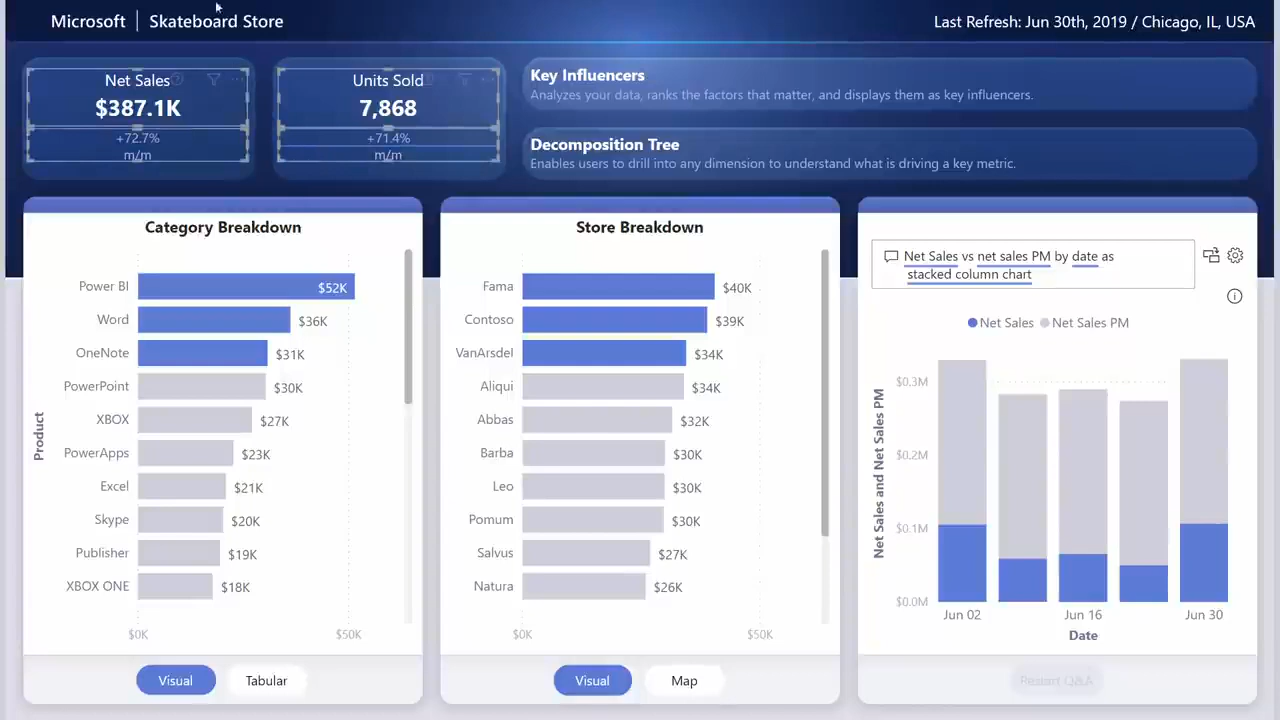 Microsoft | Skateboard Store
Last Refresh: Jun 30th, 2019 / Chicago, IL, USA
Net Sales
$387.1K
+72.7%
m/m
Units Sold
7,868
+71.4%
m/m
Key Influencers
Analyzes your data, ranks the factors that matter, and displays them as key influencers.
Decomposition Tree
Enables users to drill into any dimension to understand what is driving a key metric.
Category Breakdown
Product
Power BI $52K
Word $36K
OneNote $31K
PowerPoint $30K
XBOX $27K
PowerApps $23K
Excel $21K
Skype $20K
Publisher $19K
XBOX ONE $18K
$0K $50K
Visual Tabular
Store Breakdown
Fama $40K
Contoso $39K
VanArsdel $34K
Aliqui $34K
Abbas $32K
Barba $30K
Leo $30K
Pomum $30K
Salvus $27K
Natura $26K
$0K $50K
Visual Map
Net Sales vs net sales PM by date as
stacked column chart
Net Sales Net Sales PM
Net Sales and Net Sales PM
$0.3M
$0.2M
$0.1M
$0.0M
Jun 02 Jun 16 Jun 30
Date
Restart Q&A